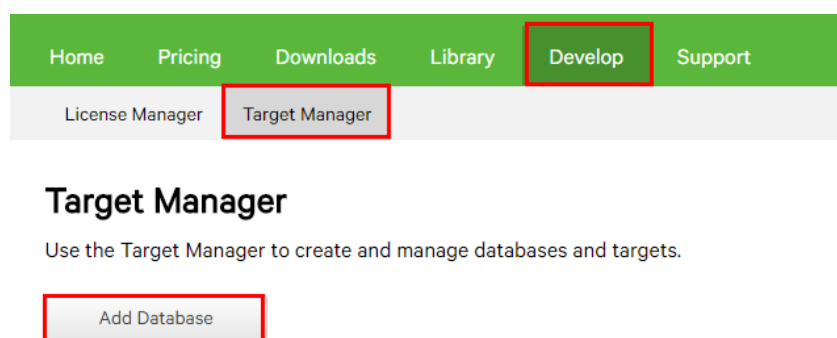 Home Pricing Downloads Library Develop Support
License Manager Target Manager
Target Manager
Use the Target Manager to create and manage databases and targets.
Add Database